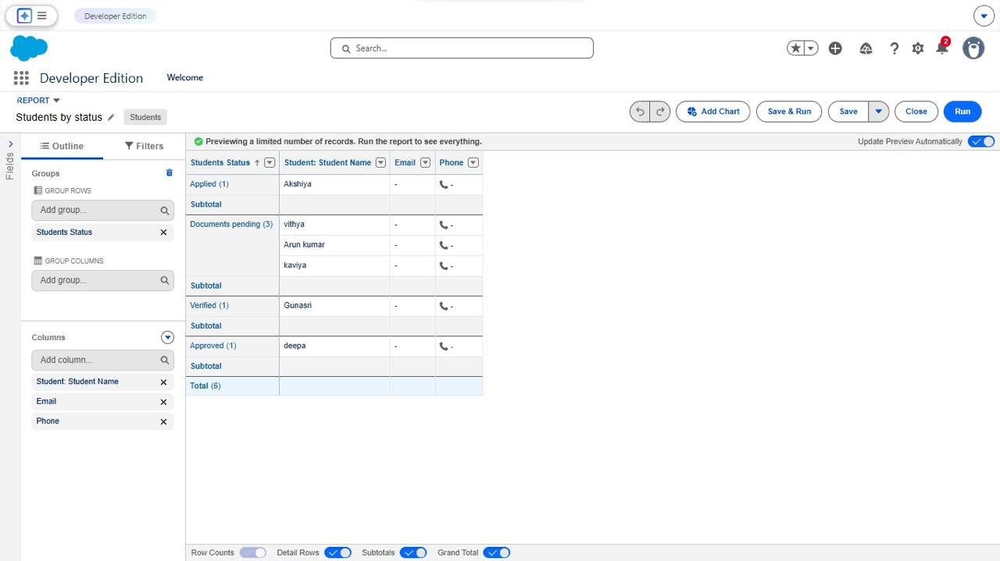 Developer Edition
Search...
2
Developer Edition
Welcome
REPORT
Students by status
Students
Add Chart
Save & Run
Save
Close
Run
Fields
Outline
Filters
Previewing a limited number of records. Run the report to see everything.
Update Preview Automatically
Groups
GROUP ROWS
Add group...
Students Status
GROUP COLUMNS
Add group...
Columns
Add column...
Student: Student Name
Email
Phone
Students Status Student: Student Name Email Phone
Applied (1) Akshiya - -
Subtotal
Documents pending (3) vithya - -
Arun kumar - -
kaviya - -
Subtotal
Verified (1) Gunasri - -
Subtotal
Approved (1) deepa - -
Subtotal
Total (6)
Row Counts Detail Rows Subtotals Grand Total